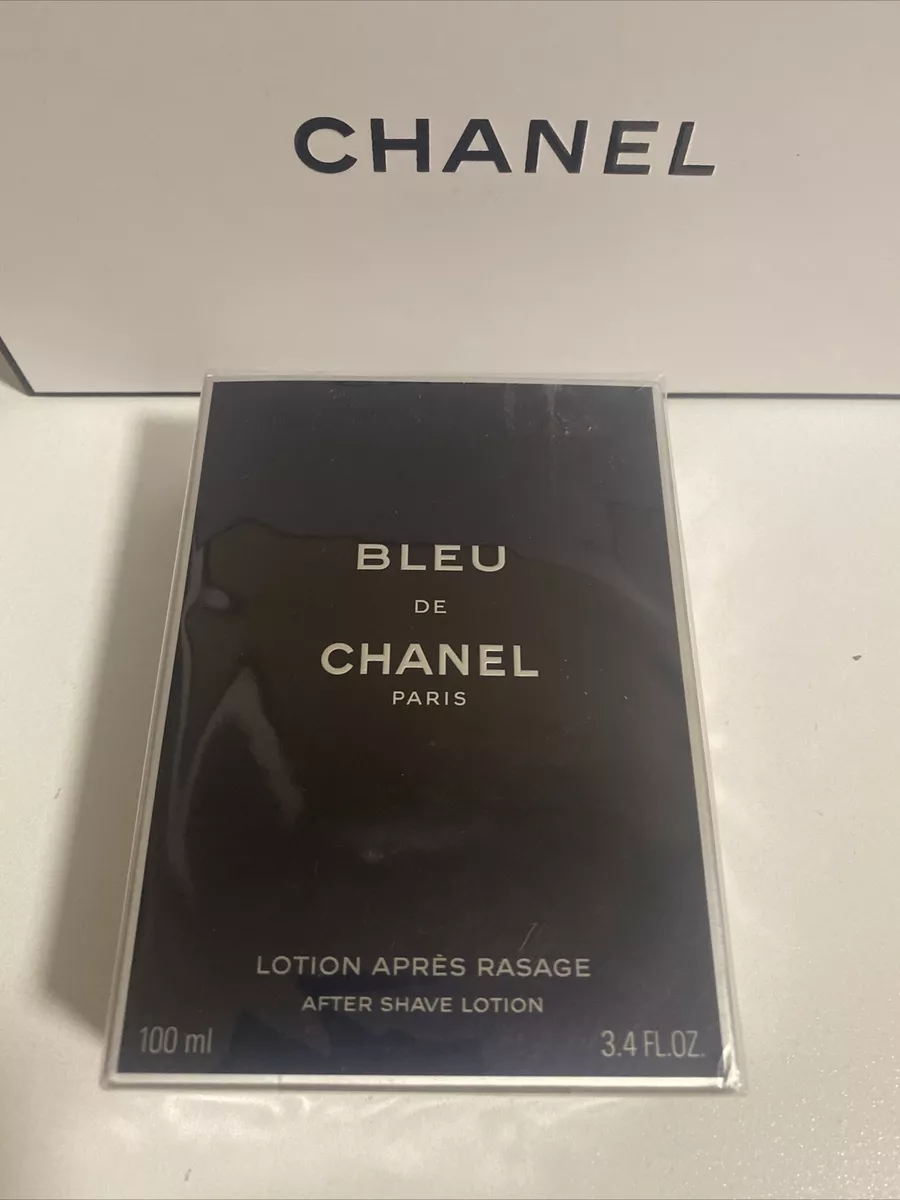 CHANEL
BLEU
DE
CHANEL
PARIS
LOTION APRÈS RASAGE
AFTER SHAVE LOTION
100 ml 3.4 FL.OZ.